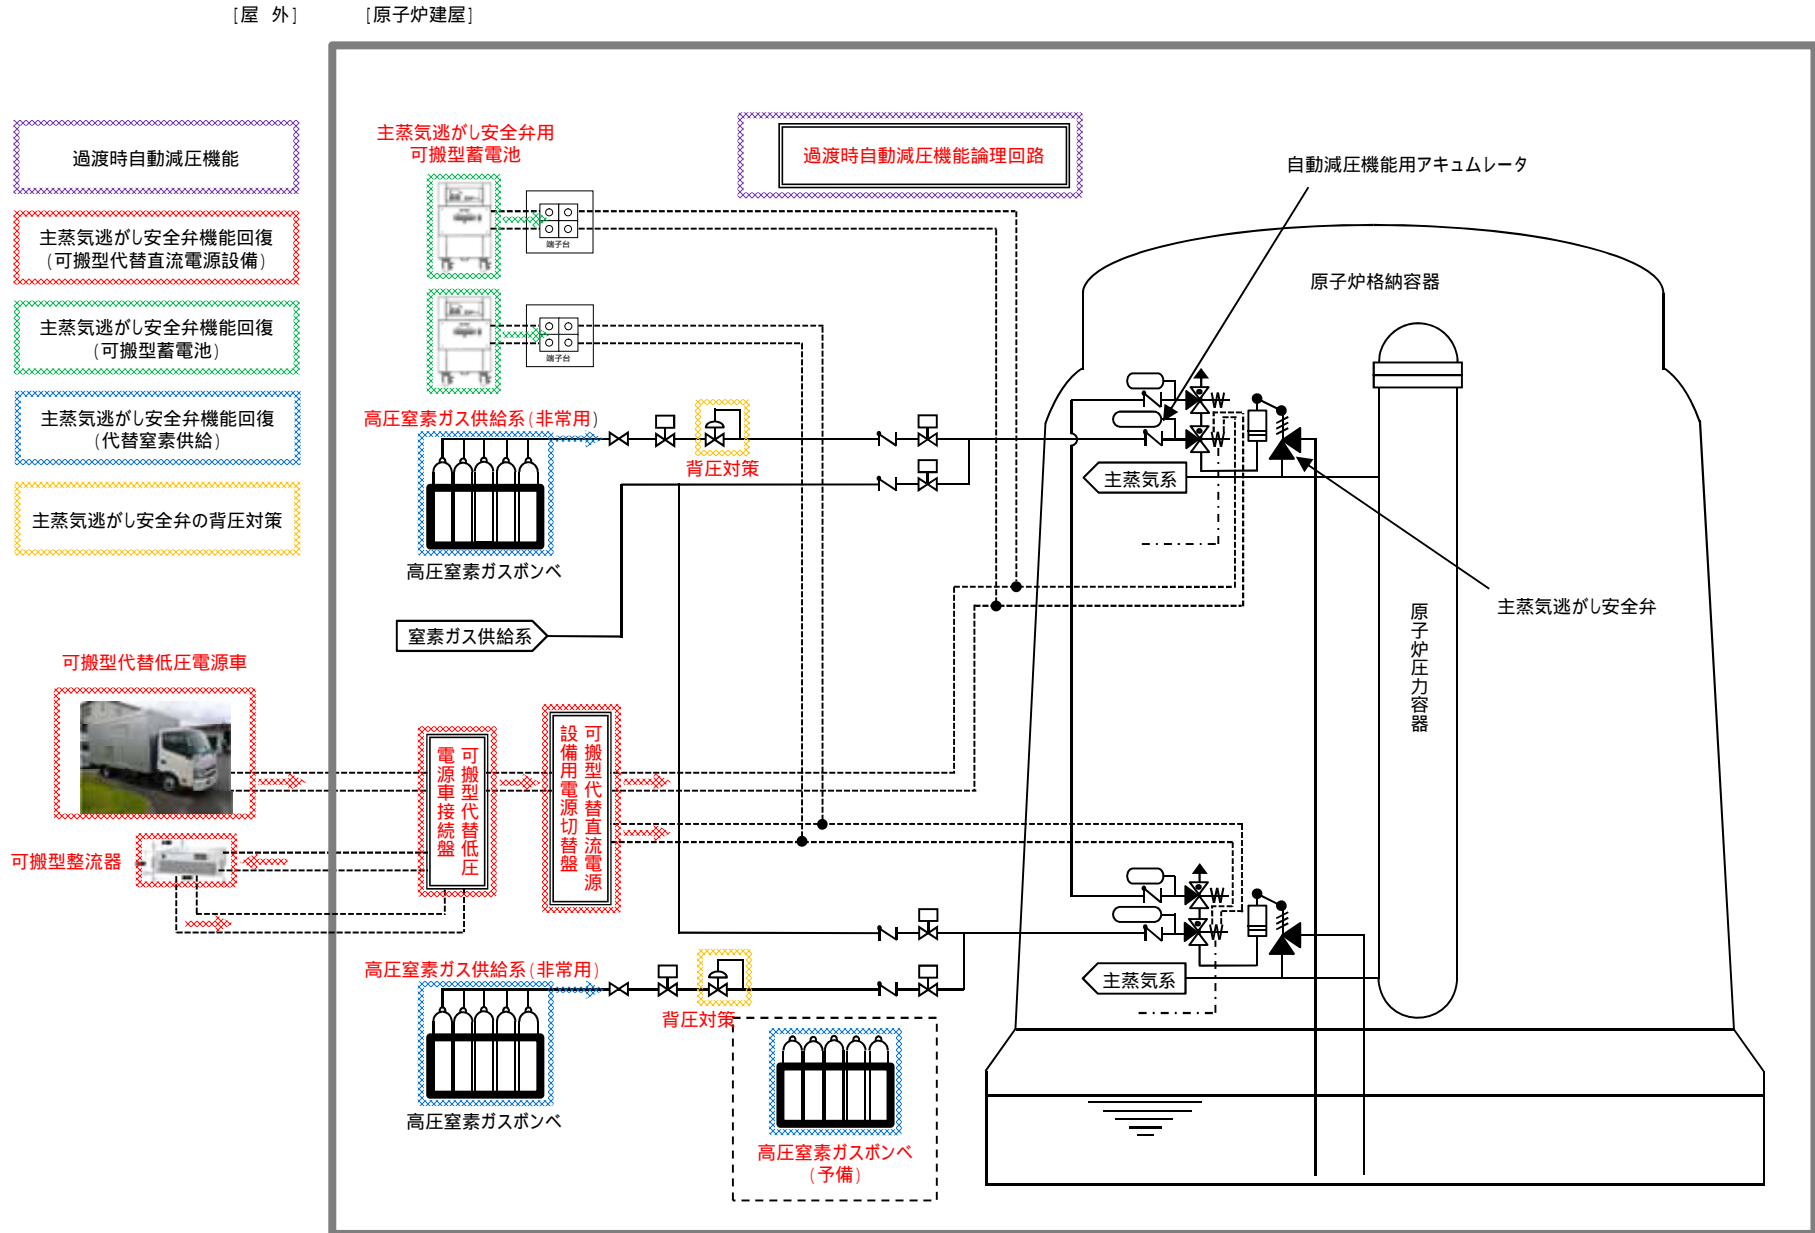 [屋 外]
[原子炉建屋]
過渡時自動減圧機能
主蒸気逃がし安全弁機能回復
(可搬型代替直流電源設備)
主蒸気逃がし安全弁機能回復
(可搬型蓄電池)
主蒸気逃がし安全弁機能回復
(代替窒素供給)
主蒸気逃がし安全弁の背圧対策
主蒸気逃がし安全弁用
可搬型蓄電池
端子台
端子台
過渡時自動減圧機能論理回路
自動減圧機能用アキュムレータ
原子炉格納容器
高圧窒素ガス供給系(非常用)
背圧対策
高圧窒素ガスボンベ
主蒸気系
主蒸気逃がし安全弁
原子炉圧力容器
窒素ガス供給系
可搬型代替低圧電源車
可搬型整流器
可搬型代替低圧
電源車接続盤
可搬型代替直流電源
設備用電源切替盤
高圧窒素ガス供給系(非常用)
背圧対策
高圧窒素ガスボンベ
主蒸気系
高圧窒素ガスボンベ
(予備)